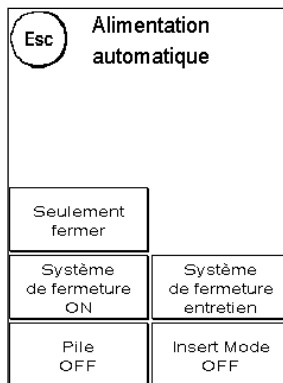 Esc
Alimentation
automatique
Seulement
fermer
Système
de fermeture
ON
Système
de fermeture
entretien
Pile
OFF
Insert Mode
OFF